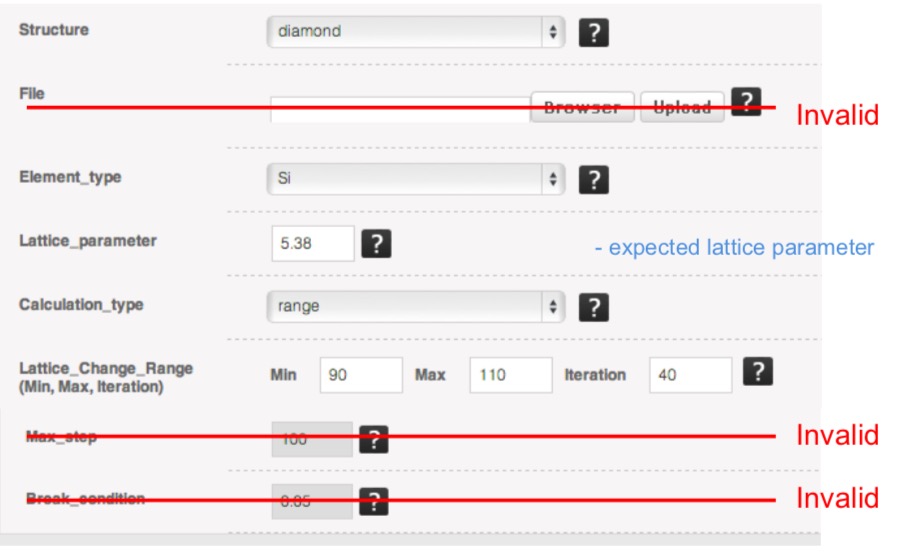 Structure diamond ?
File Browser Upload ? Invalid
Element_type Si ?
Lattice_parameter 5.38 ? - expected lattice parameter
Calculation_type range ?
Lattice_Change_Range
(Min, Max, Iteration) Min 90 Max 110 Iteration 40 ?
Max_step 100 ? Invalid
Break_condition 0.05 ? Invalid